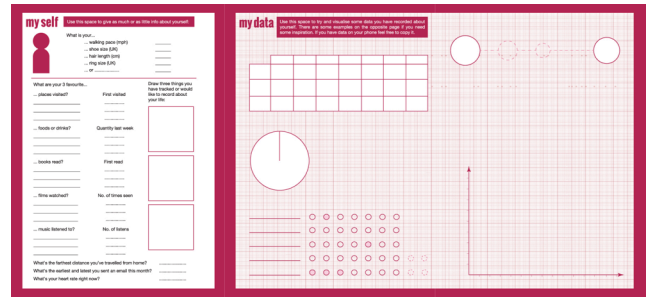 my self
Use this space to give as much or as little info about yourself.
What is your...
... walking pace (mph)
... shoe size (UK)
... hair length (cm)
... ring size (UK)
... or
What are your 3 favourite...
... places visited?
First visited
... foods or drinks?
Quantity last week
... books read?
First read
... films watched?
No. of times seen
... music listened to?
No. of listens
Draw three things you
have tracked or would
like to record about
your life:
What's the farthest distance you've travelled from home?
What's the earliest and latest you sent an email this month?
What's your heart rate right now?
my data
Use this space to try and visualise some data you have recorded about
yourself. There are some examples on the opposite page if you need
some inspiration. If you have data on your phone feel free to copy it.